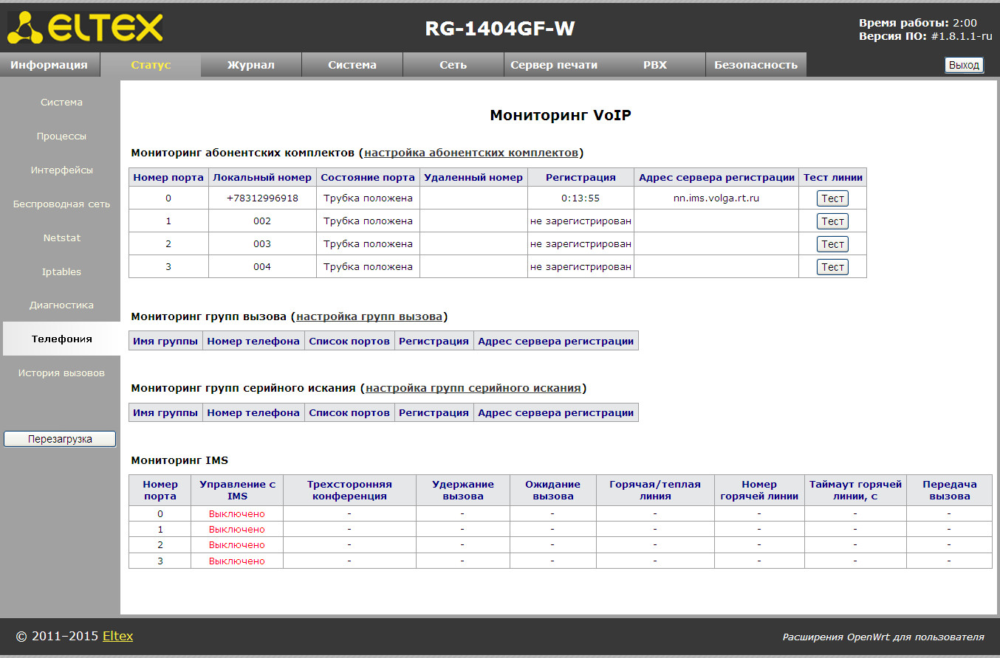 ELTEX
RG-1404GF-W
Время работы: 2:00
Версия ПО: #1.8.1.1-ru
Информация Статус Журнал Система Сеть Сервер печати PBX Безопасность Выход
Система
Процессы
Интерфейсы
Беспроводная сеть
Netstat
Iptables
Диагностика
Телефония
История вызовов
Перезагрузка
Мониторинг VoIP
Мониторинг абонентских комплектов (настройка абонентских комплектов)
Номер порта Локальный номер Состояние порта Удаленный номер Регистрация Адрес сервера регистрации Тест линии
0 +78312996918 Трубка положена 0:13:55 nn.ims.volga.rt.ru Тест
1 002 Трубка положена не зарегистрирован Тест
2 003 Трубка положена не зарегистрирован Тест
3 004 Трубка положена не зарегистрирован Тест
Мониторинг групп вызова (настройка групп вызова)
Имя группы Номер телефона Список портов Регистрация Адрес сервера регистрации
Мониторинг групп серийного искания (настройка групп серийного искания)
Имя группы Номер телефона Список портов Регистрация Адрес сервера регистрации
Мониторинг IMS
Номер порта Управление с IMS Трехсторонняя конференция Удержание вызова Ожидание вызова Горячая/теплая линия Номер горячей линии Таймаут горячей линии, с Передача вызова
0 Выключено - - - - - - -
1 Выключено - - - - - - -
2 Выключено - - - - - - -
3 Выключено - - - - - - -
© 2011–2015 Eltex
Расширения OpenWrt для пользователя